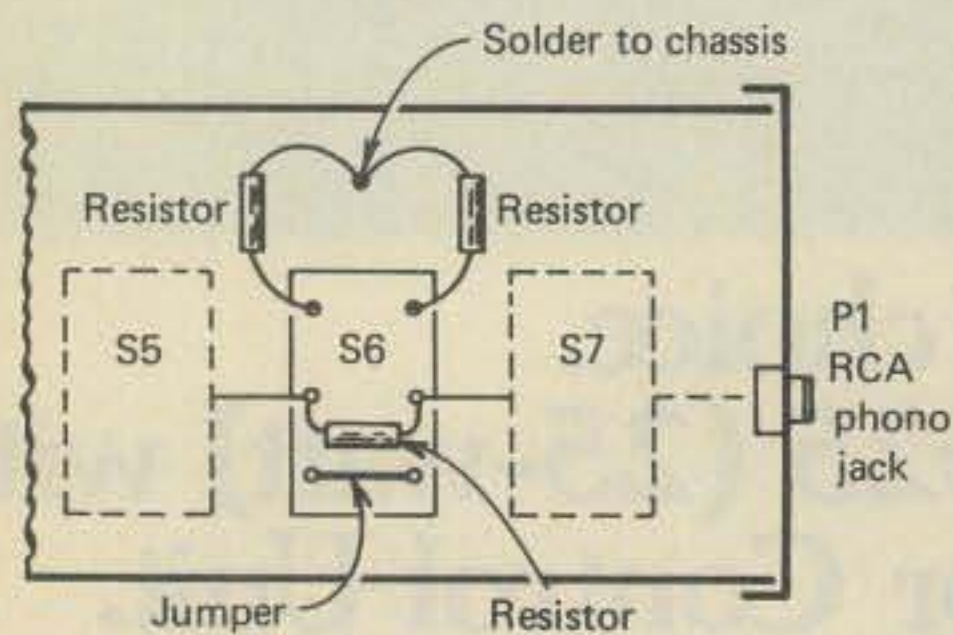 Solder to chassis
Resistor
Resistor
S5
S6
S7
P1
RCA
phono
jack
Jumper
Resistor